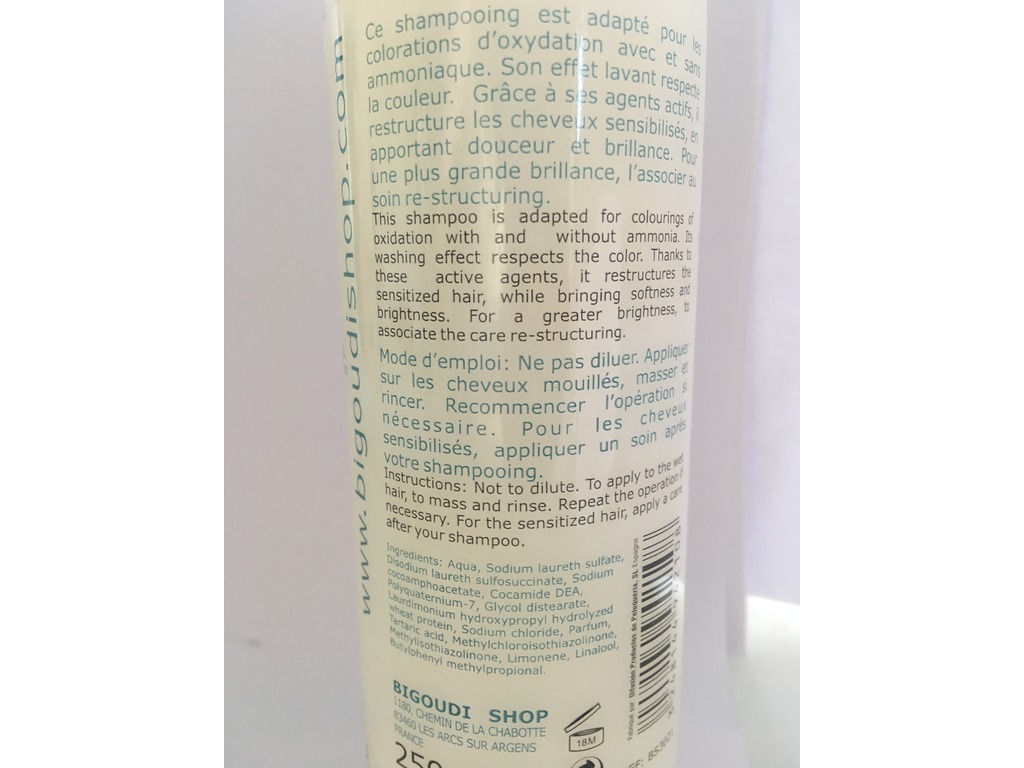 Ce shampooing est adapté pour les
colorations d'oxydation avec et sans
ammoniaque. Son effet lavant respecte
la couleur. Grâce à ses agents actifs, il
restructure les cheveux sensibilisés, en
apportant douceur et brillance. Pour
une plus grande brillance, l'associer au
soin re-structuring.
This shampoo is adapted for colourings of
oxidation with and without ammonia. Its
washing effect respects the color. Thanks to
these active agents, it restructures the
sensitized hair, while bringing softness and
brightness. For a greater brightness, to
associate the care re-structuring.
Mode d'emploi: Ne pas diluer. Appliquer
sur les cheveux mouillés, masser et
rincer. Recommencer l'opération si
nécessaire. Pour les cheveux
sensibilisés, appliquer un soin après
votre shampooing.
Instructions: Not to dilute. To apply to the wet
hair, to mass and rinse. Repeat the operation if
necessary. For the sensitized hair, apply a care
after your shampoo.
Ingredients: Aqua, Sodium laureth sulfate,
Disodium laureth sulfosuccinate, Sodium
cocoamphoacetate, Cocamide DEA,
Polyquaternium-7, Glycol distearate,
Laurdimonium hydroxypropyl hydrolyzed
wheat protein, Sodium chloride, Parfum,
Tartaric acid, Methylchloroisothiazolinone,
Methylisothiazolinone, Limonene, Linalool,
Butylphenyl methylpropional.
BIGOUDI SHOP
1180, CHEMIN DE LA CHABOTTE
83460 LES ARCS SUR ARGENS
FRANCE
250
18M
www.bigoudishop.com
Fabriqué par: Difusión Productos de Peluquería, SL Espagne